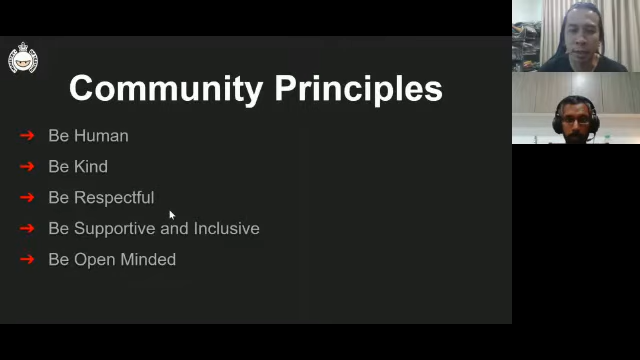 Community Principles
Be Human
Be Kind
Be Respectful
Be Supportive and Inclusive
Be Open Minded